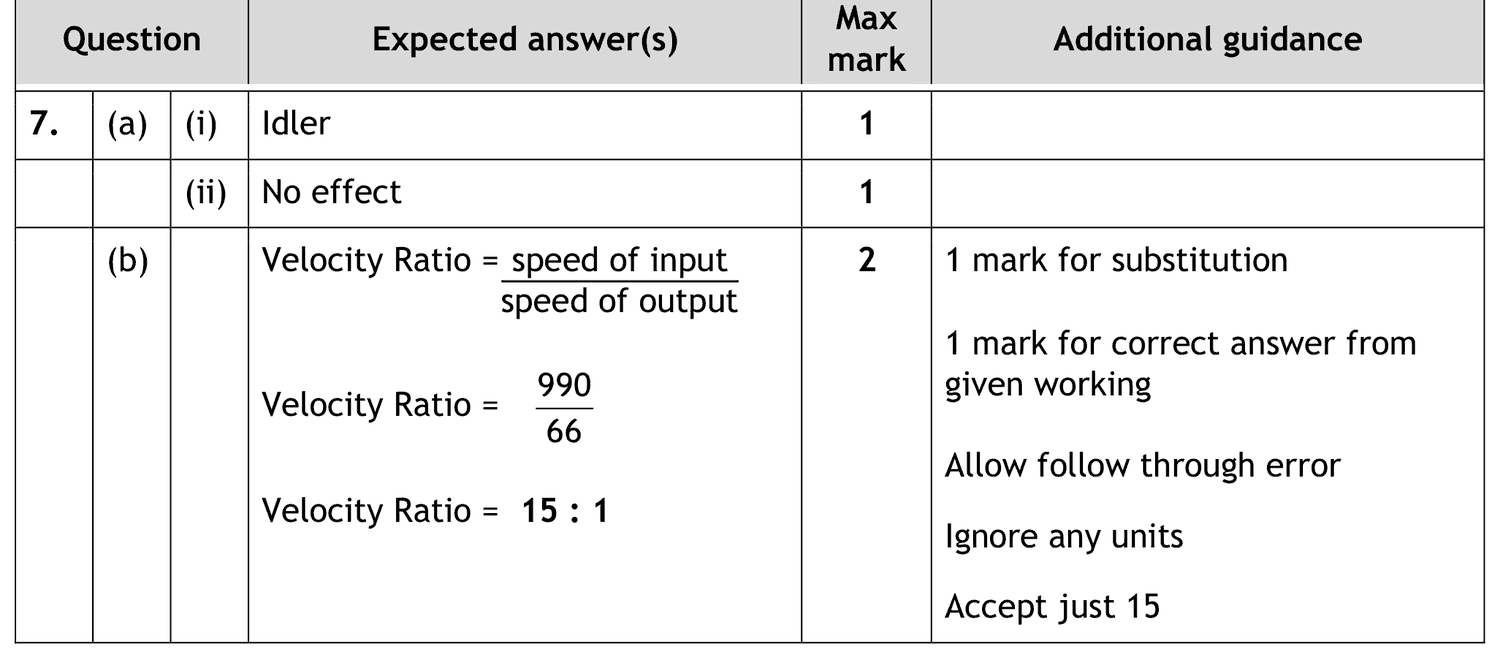 Question Expected answer(s) Max mark Additional guidance
7. (a) (i) Idler 1
(ii) No effect 1
(b) Velocity Ratio = speed of input 2 1 mark for substitution
speed of output
1 mark for correct answer from
given working
Velocity Ratio = 990
66
Allow follow through error
Velocity Ratio = 15 : 1
Ignore any units
Accept just 15